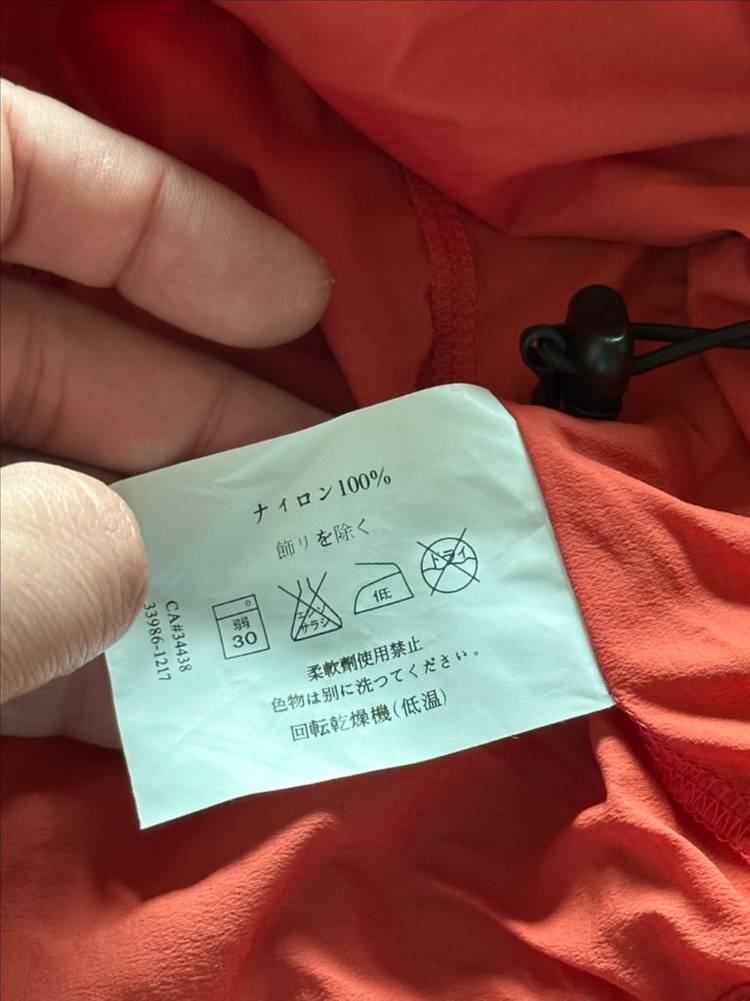 ナイロン100%
飾りを除く
弱
30
エンソ
サラシ
低
ドライ
柔軟剤使用禁止
色物は別に洗つてください。
回転乾燥機(低温)
CA#34438
33986-1217